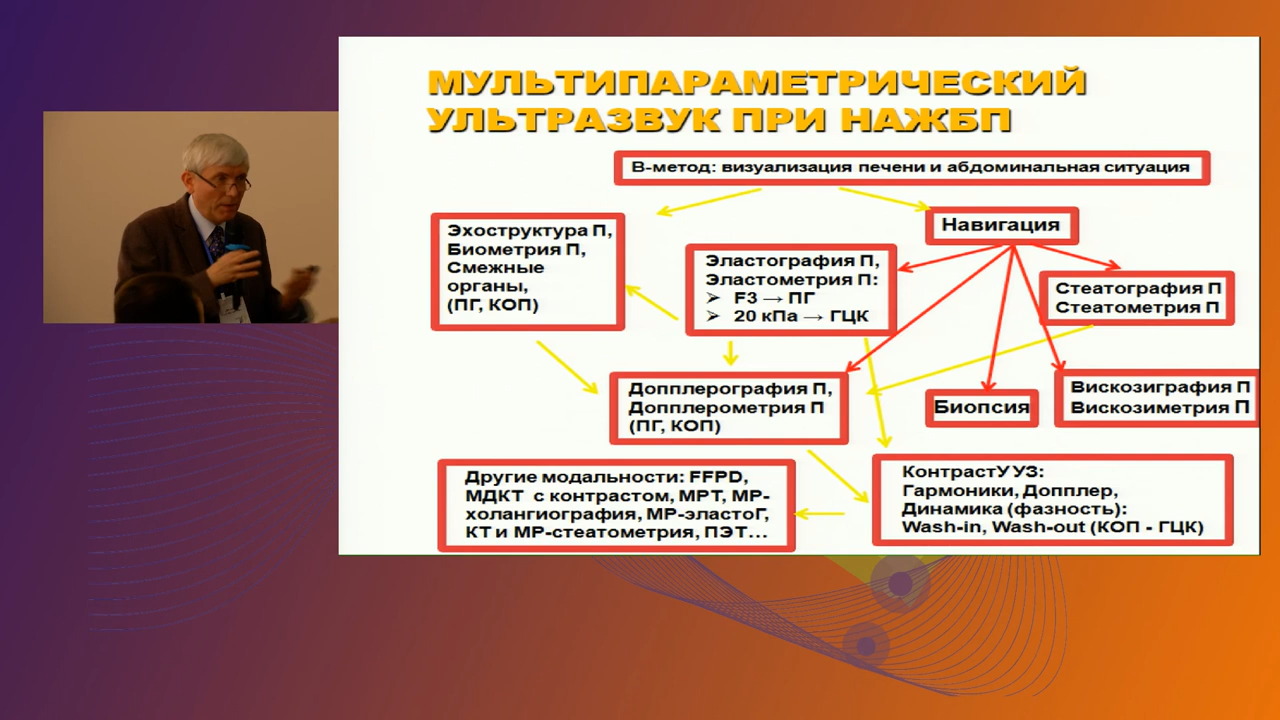 МУЛЬТИПАРАМЕТРИЧЕСКИЙ
УЛЬТРАЗВУК ПРИ НАЖБП
В-метод: визуализация печени и абдоминальная ситуация
Эхоструктура П,
Биометрия П,
Смежные
органы,
(ПГ, КОП)
Навигация
Эластография П,
Эластометрия П:
➢ F3 → ПГ
➢ 20 кПа → ГЦК
Стеатография П
Стеатометрия П
Допплерография П,
Допплерометрия П
(ПГ, КОП)
Биопсия
Вискозиграфия П
Вискозиметрия П
Другие модальности: FFPD,
МДКТ с контрастом, МРТ, МР-
холангиография, МР-эластоГ,
КТ и МР-стеатометрия, ПЭТ...
КонтрастУ УЗ:
Гармоники, Допплер,
Динамика (фазность):
Wash-in, Wash-out (КОП - ГЦК)